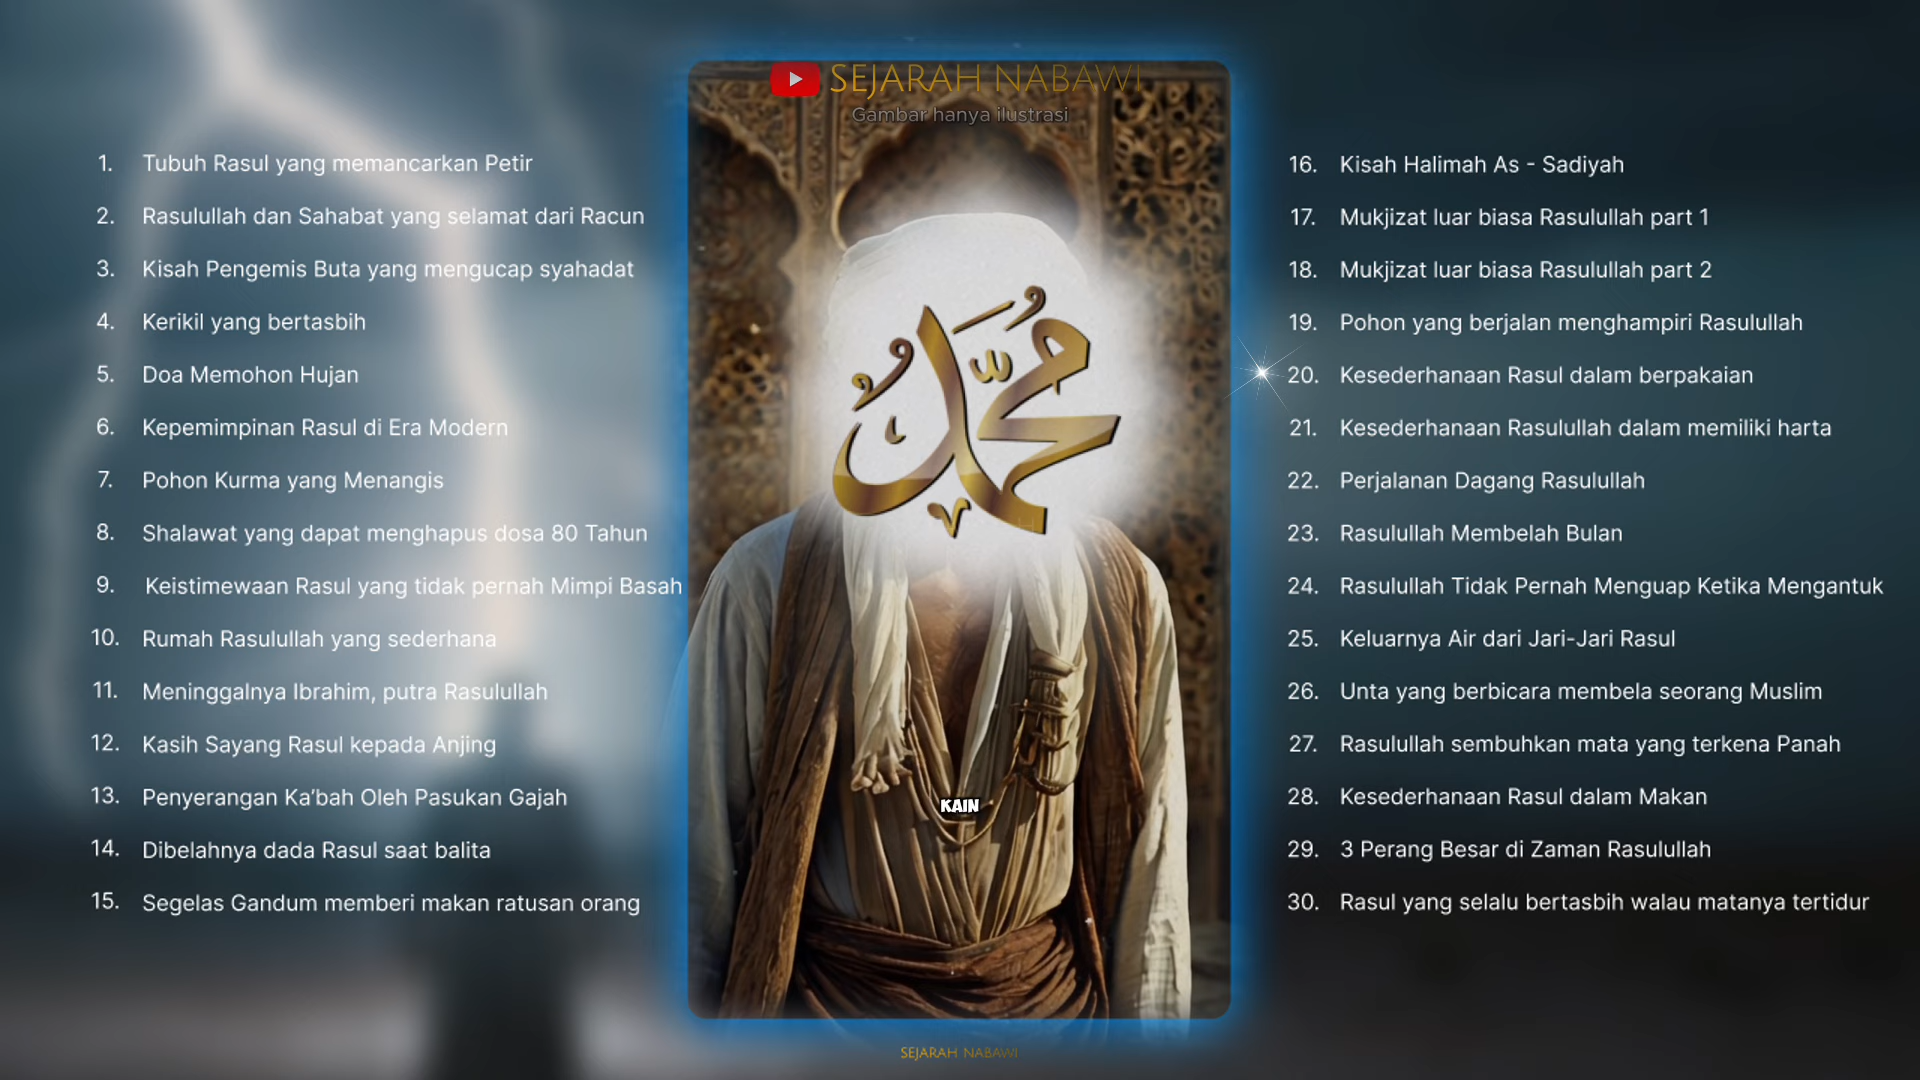 SEJARAH NABAWI
Gambar hanya ilustrasi
1. Tubuh Rasul yang memancarkan Petir
2. Rasulullah dan Sahabat yang selamat dari Racun
3. Kisah Pengemis Buta yang mengucap syahadat
4. Kerikil yang bertasbih
5. Doa Memohon Hujan
6. Kepemimpinan Rasul di Era Modern
7. Pohon Kurma yang Menangis
8. Shalawat yang dapat menghapus dosa 80 Tahun
9. Keistimewaan Rasul yang tidak pernah Mimpi Basah
10. Rumah Rasulullah yang sederhana
11. Meninggalnya Ibrahim, putra Rasulullah
12. Kasih Sayang Rasul kepada Anjing
13. Penyerangan Ka’bah Oleh Pasukan Gajah
14. Dibelahnya dada Rasul saat balita
15. Segelas Gandum memberi makan ratusan orang
مُحَمَّدٌ
KAIN
16. Kisah Halimah As - Sadiyah
17. Mukjizat luar biasa Rasulullah part 1
18. Mukjizat luar biasa Rasulullah part 2
19. Pohon yang berjalan menghampiri Rasulullah
20. Kesederhanaan Rasul dalam berpakaian
21. Kesederhanaan Rasulullah dalam memiliki harta
22. Perjalanan Dagang Rasulullah
23. Rasulullah Membelah Bulan
24. Rasulullah Tidak Pernah Menguap Ketika Mengantuk
25. Keluarnya Air dari Jari-Jari Rasul
26. Unta yang berbicara membela seorang Muslim
27. Rasulullah sembuhkan mata yang terkena Panah
28. Kesederhanaan Rasul dalam Makan
29. 3 Perang Besar di Zaman Rasulullah
30. Rasul yang selalu bertasbih walau matanya tertidur
SEJARAH NABAWI